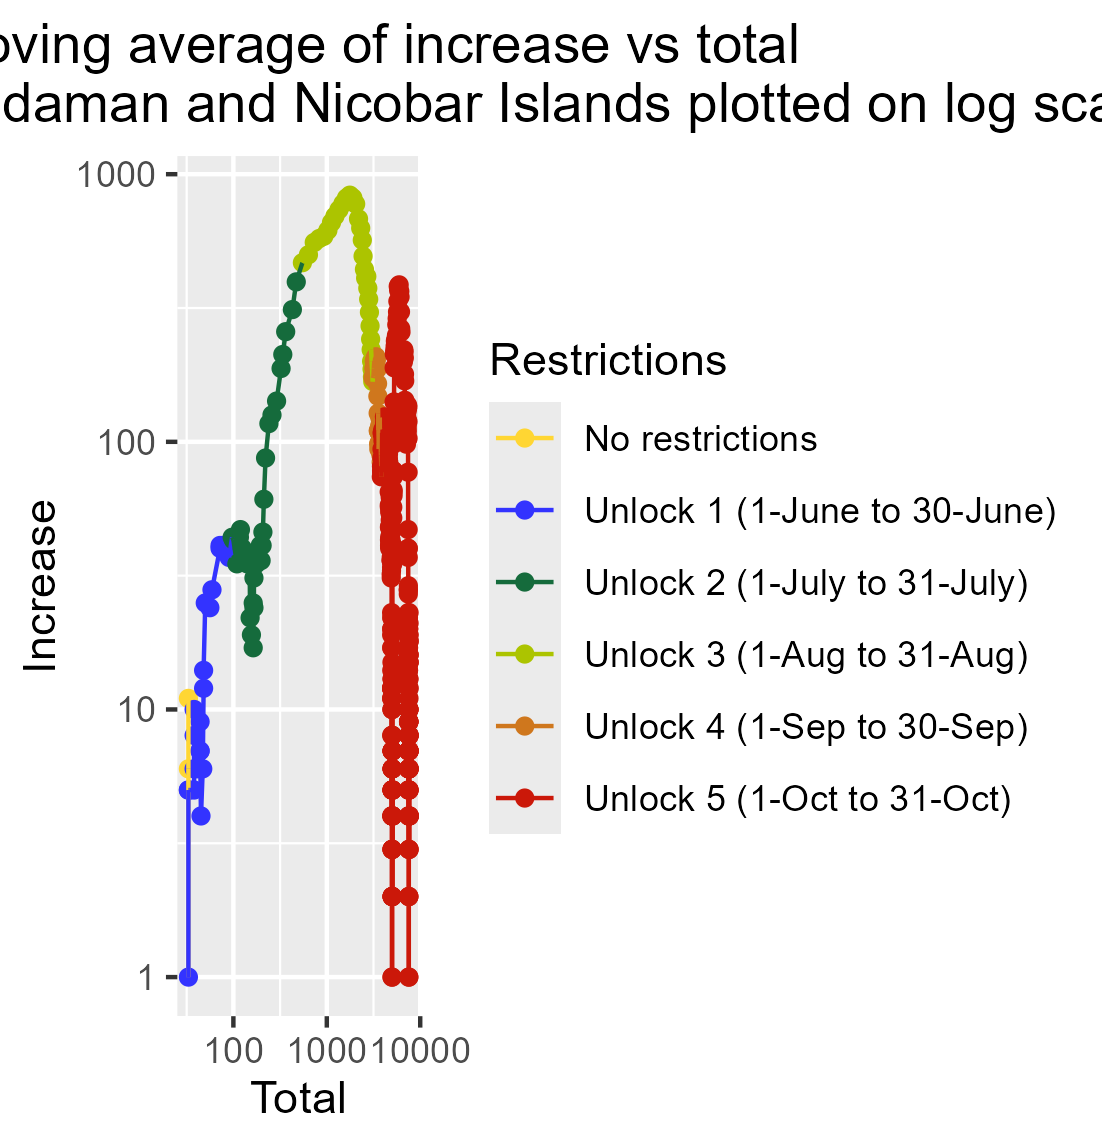 oving average of increase vs total
daman and Nicobar Islands plotted on log sca
1000
100
10
1
Increase
100
1000
10000
Total
Restrictions
No restrictions
Unlock 1 (1-June to 30-June)
Unlock 2 (1-July to 31-July)
Unlock 3 (1-Aug to 31-Aug)
Unlock 4 (1-Sep to 30-Sep)
Unlock 5 (1-Oct to 31-Oct)